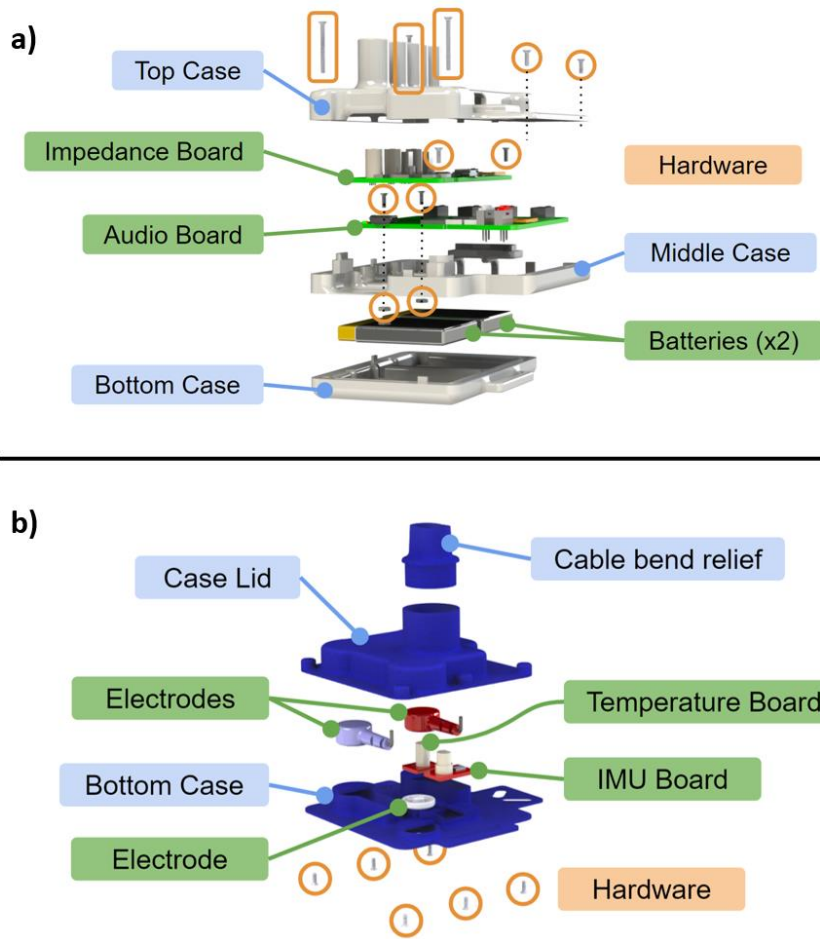 a)
Top Case
Impedance Board
Hardware
Audio Board
Middle Case
Batteries (x2)
Bottom Case
b)
Cable bend relief
Case Lid
Electrodes
Temperature Board
Bottom Case
IMU Board
Electrode
Hardware